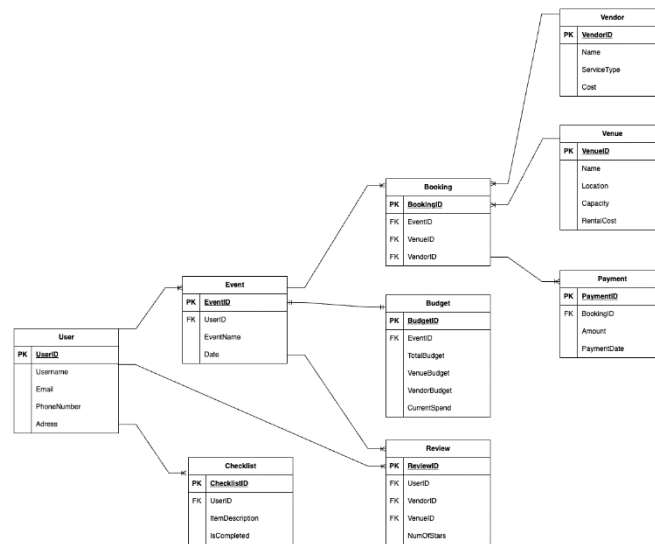 Vendor
PK VendorID
Name
ServiceType
Cost
Venue
PK VenueID
Name
Location
Capacity
RentalCost
Booking
PK BookingID
FK EventID
FK VenueID
FK VendorID
Payment
PK PaymentID
FK BookingID
Amount
PaymentDate
Event
PK EventID
FK UserID
EventName
Date
Budget
PK BudgetID
FK EventID
TotalBudget
VenueBudget
VendorBudget
CurrentSpend
User
PK UserID
Username
Email
PhoneNumber
Adress
Checklist
PK ChecklistID
FK UserID
ItemDescription
IsCompleted
Review
PK ReviewID
FK UserID
FK VendorID
FK VenueID
NumOfStars